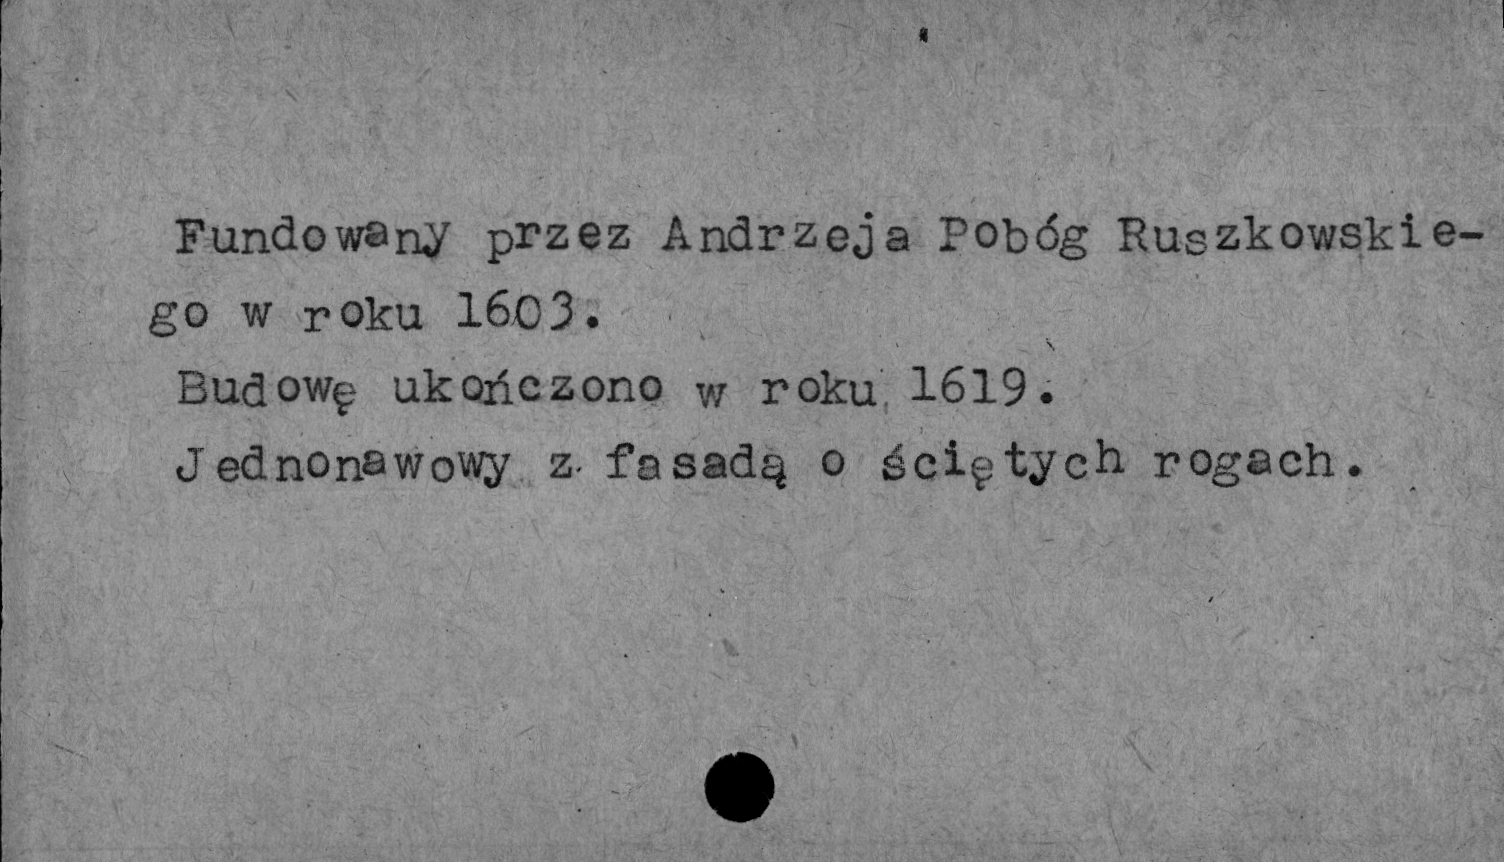 Fundowany przez Andrzeja Pobóg Ruszkowskie-
go w roku 1603.
Budowę ukończono w roku 1619.
Jednonawowy z fasadą o ściętych rogach.